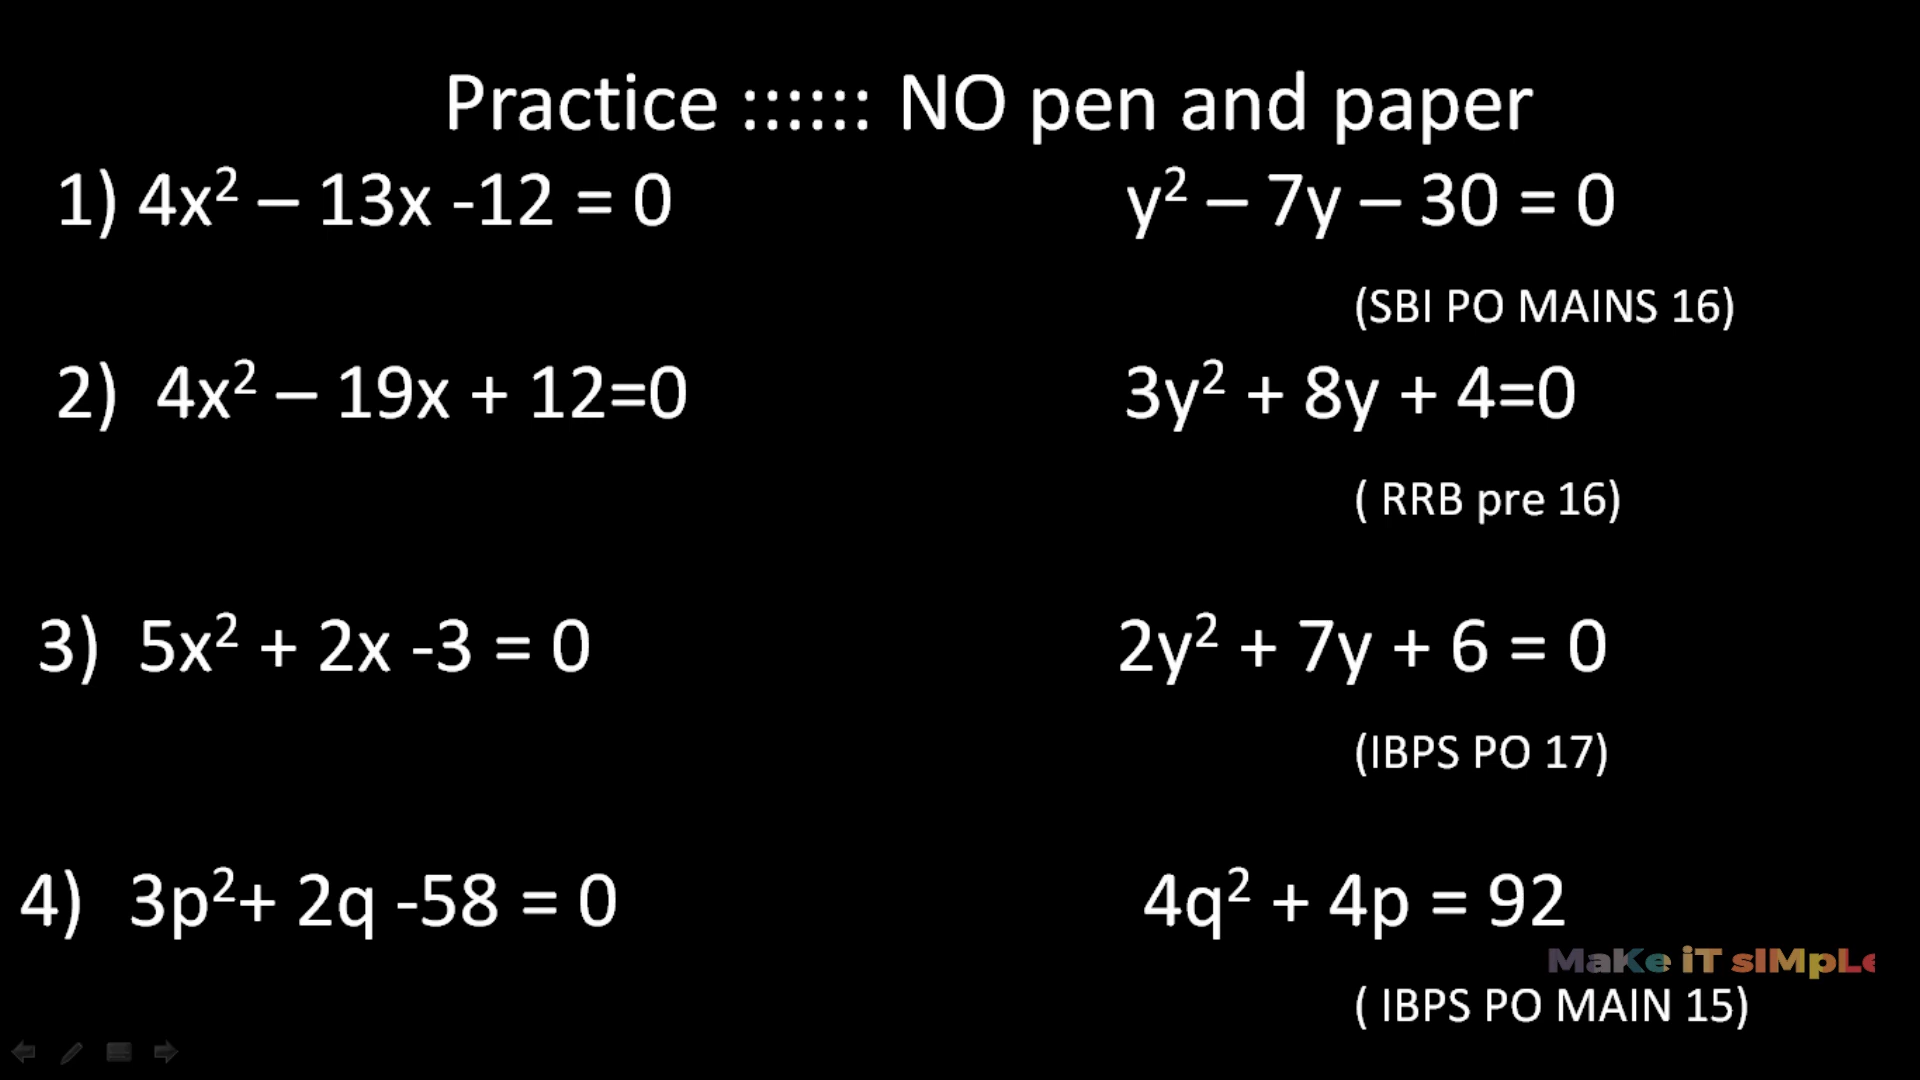 Practice :::::: NO pen and paper
1) 4x² – 13x -12 = 0 y² – 7y – 30 = 0
(SBI PO MAINS 16)
2) 4x² – 19x + 12=0 3y² + 8y + 4=0
( RRB pre 16)
3) 5x² + 2x -3 = 0 2y² + 7y + 6 = 0
(IBPS PO 17)
4) 3p²+ 2q -58 = 0 4q² + 4p = 92
MaKe iT sIMpLe
( IBPS PO MAIN 15)